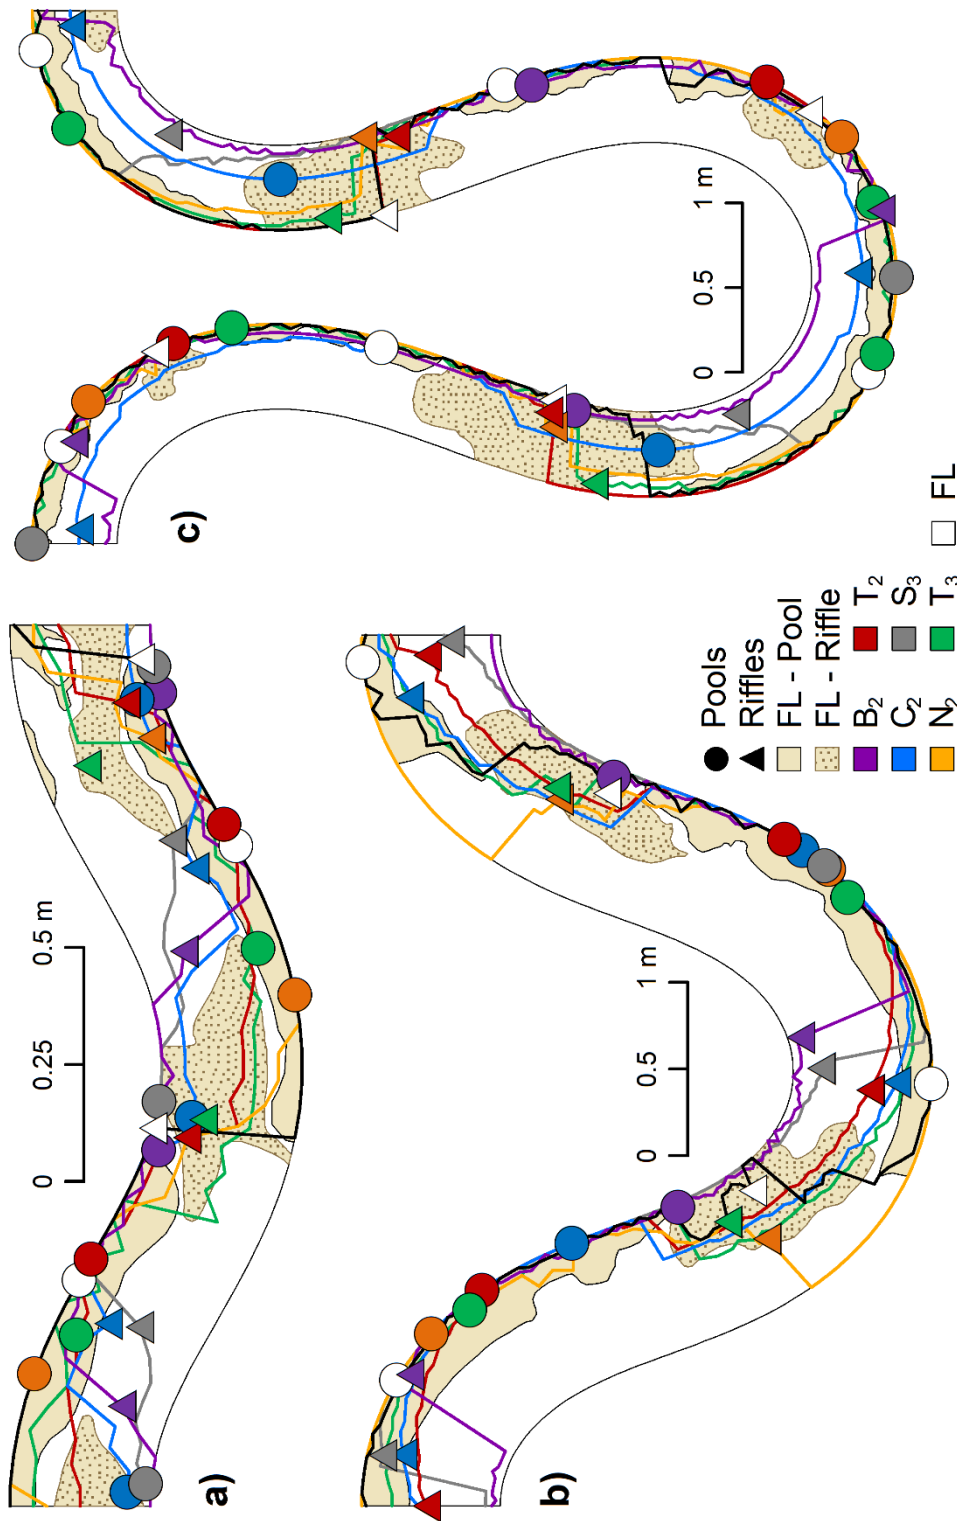 a)
0 0.25 0.5 m
b)
0 0.5 1 m
c)
0 0.5 1 m
Pools
Riffles
FL - Pool
FL - Riffle
B₂ T₂
C₂ S₃
N₂ T₃ FL